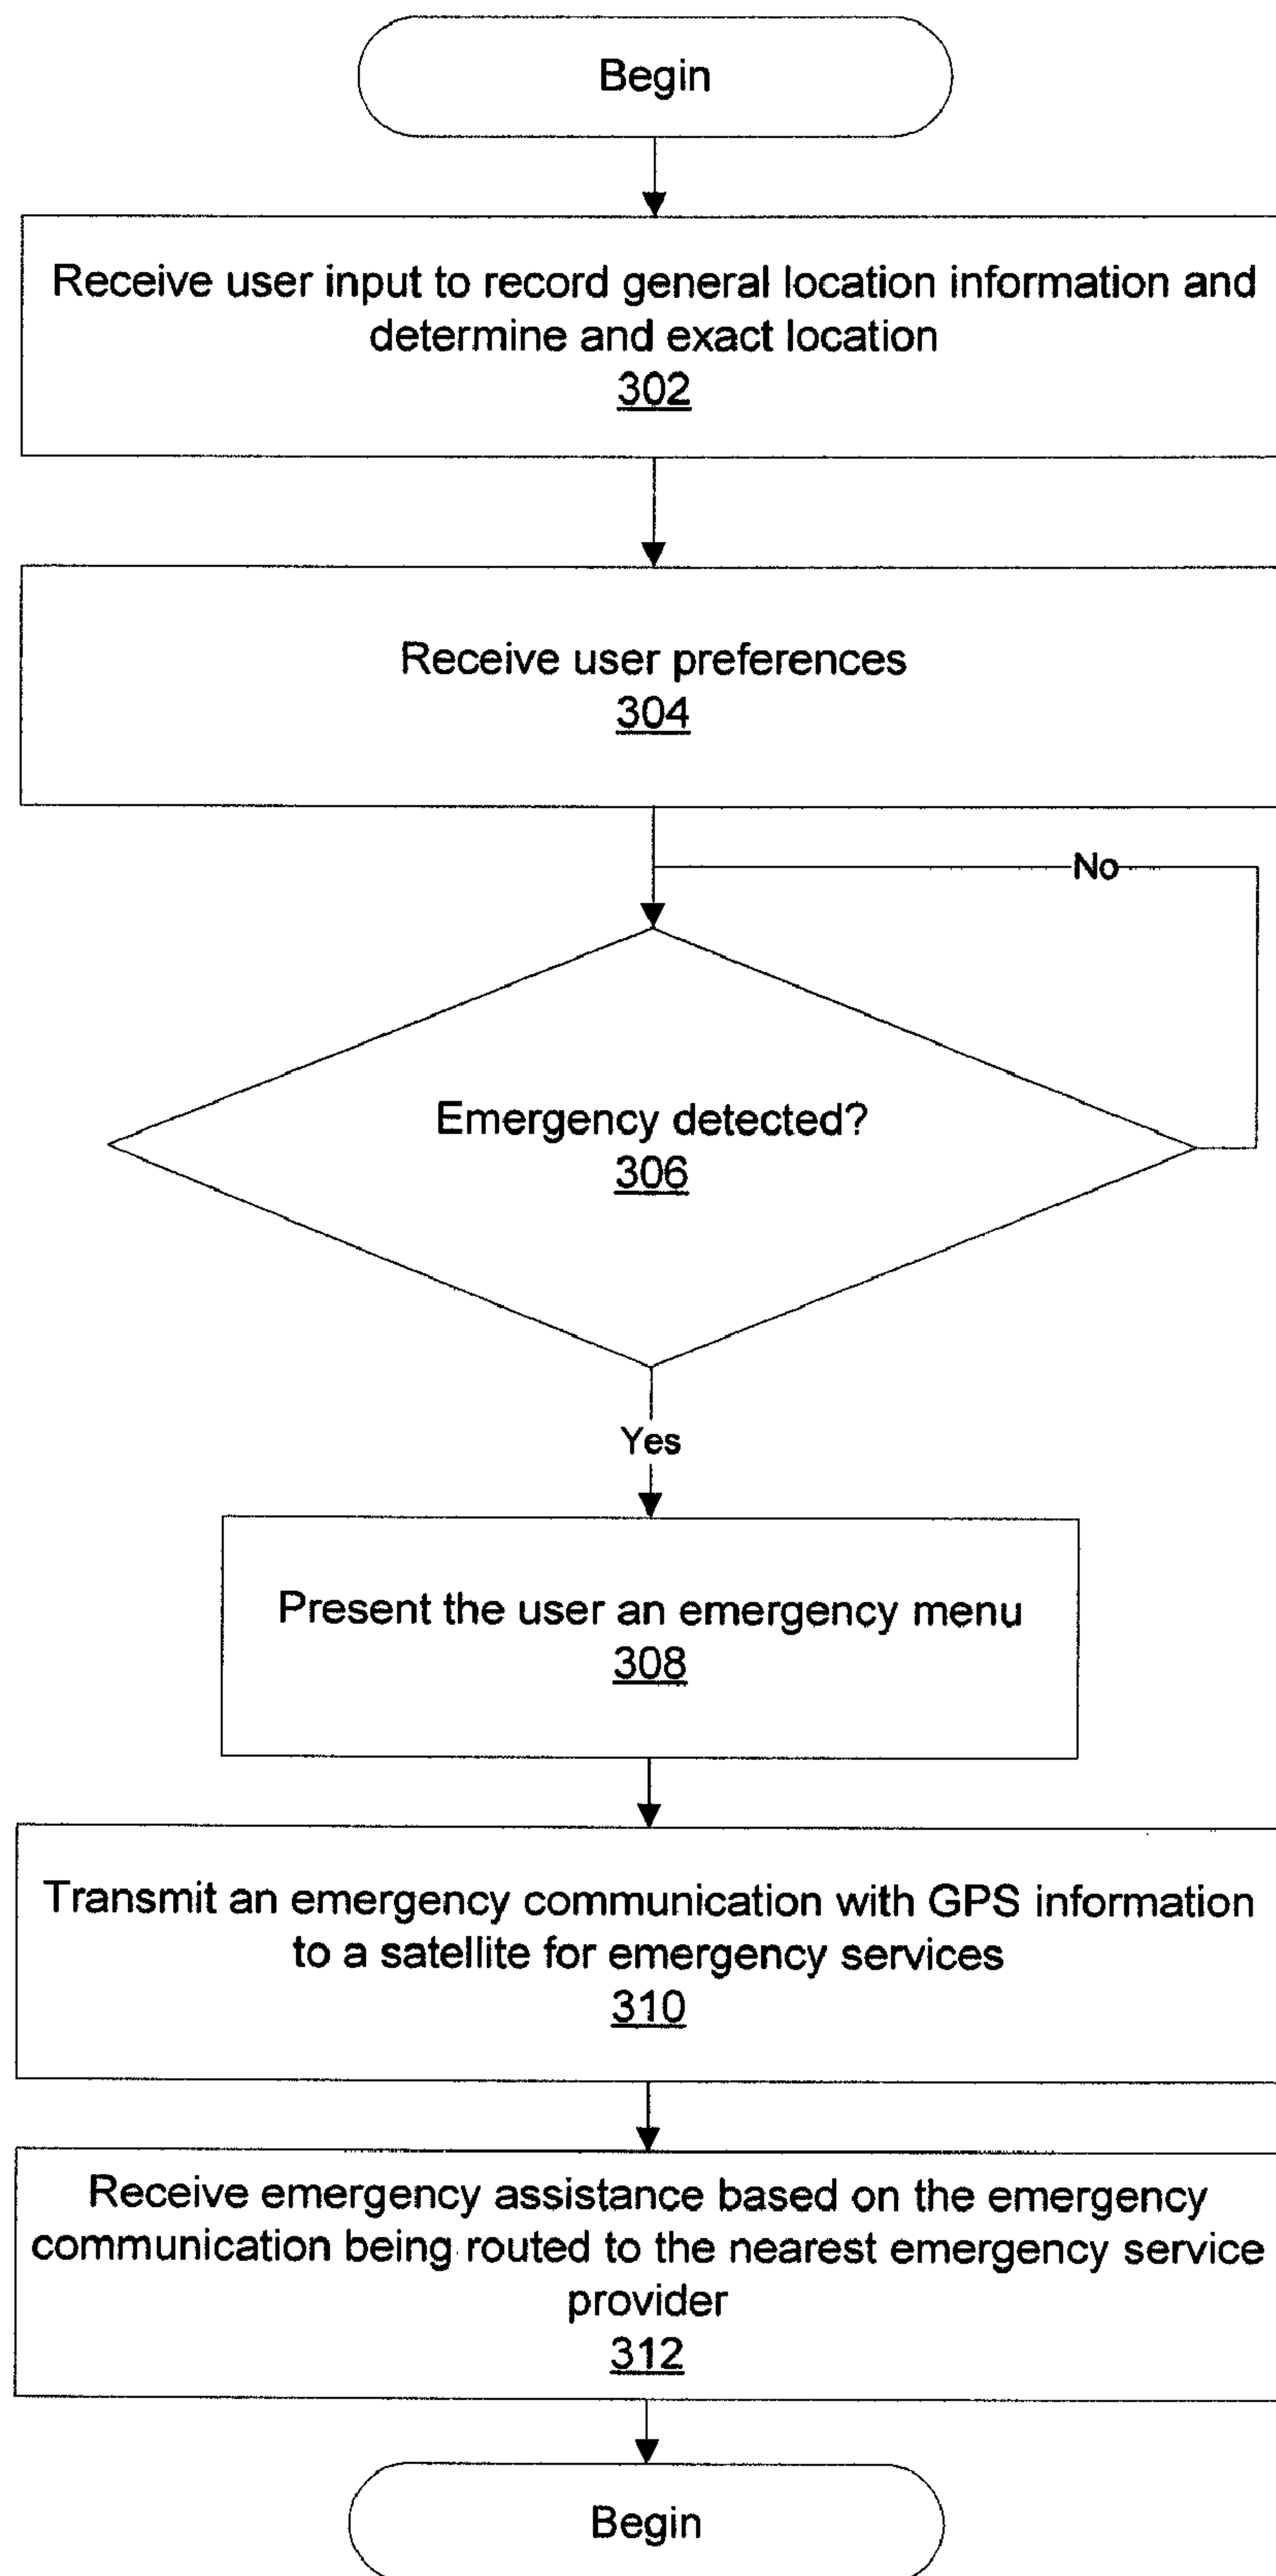 Begin
Receive user input to record general location information and
determine and exact location
302
Receive user preferences
304
No
Emergency detected?
306
Yes
Present the user an emergency menu
308
Transmit an emergency communication with GPS information
to a satellite for emergency services
310
Receive emergency assistance based on the emergency
communication being routed to the nearest emergency service
provider
312
Begin